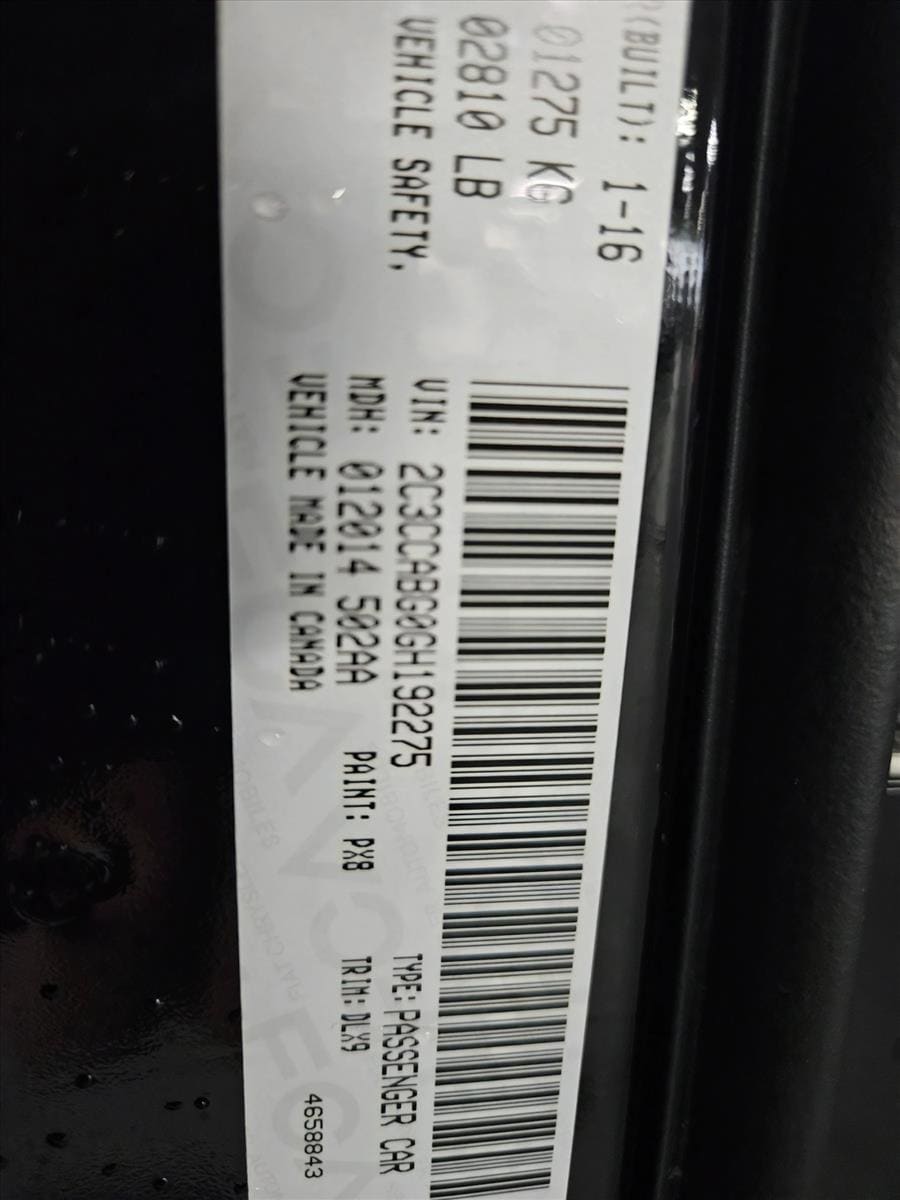 (BUILT): 1-16
01275 KG
02810 LB
VEHICLE SAFETY,
VIN: 2C3CCABG0GH192275 TYPE: PASSENGER CAR
MDH: 012014 502AA PAINT: PX8 TRIM: DLX9
VEHICLE MADE IN CANADA 4658843